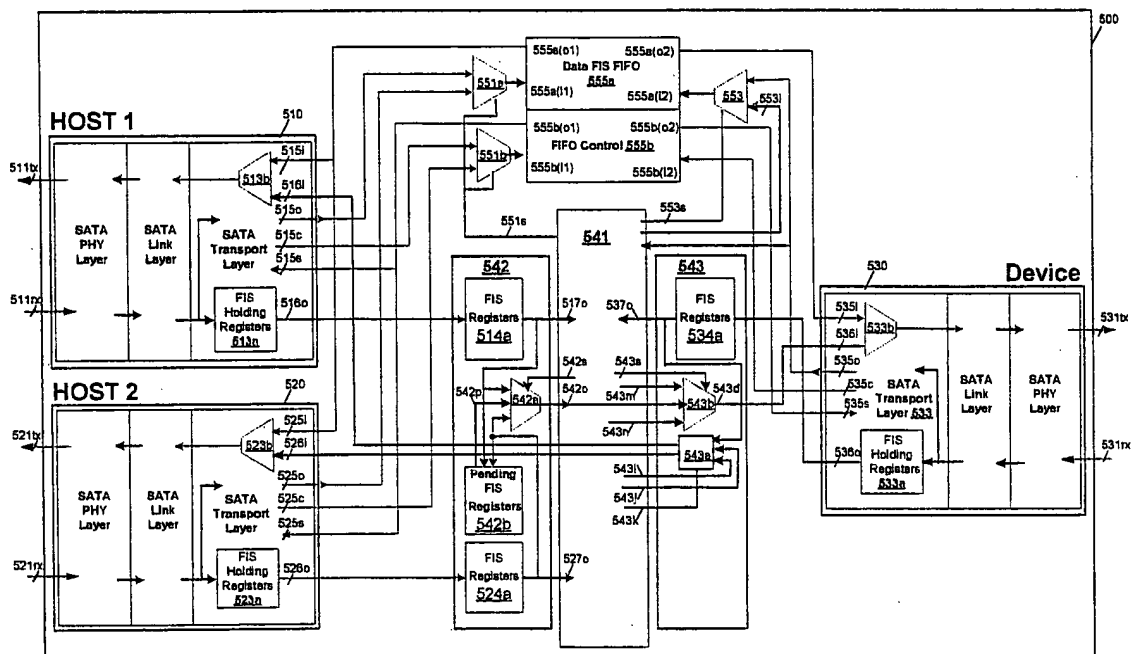 500
555a(o1)
555a(o2)
Data FIS FIFO
555a
551a
555a(i1)
555a(i2)
553
553i
HOST 1
510
555b(o1)
555b(o2)
FIFO Control 555b
551b
555b(i1)
555b(i2)
511tx
513b
515i
516i
515o
515c
515s
SATA PHY Layer
SATA Link Layer
SATA Transport Layer
551s
553s
541
511rx
FIS Holding Registers
516o
542
FIS Registers
514a
517o
537o
543
FIS Registers
534a
Device
530
535i
536i
533b
535o
535c
535s
531tx
SATA Transport Layer 533
SATA Link Layer
SATA PHY Layer
536o
FIS Holding Registers
531rx
HOST 2
520
542s
542p
542a
542o
543s
543m
543b
543d
543n
543a
543i
543j
543k
521tx
523b
525i
526i
525o
525c
525s
SATA PHY Layer
SATA Link Layer
SATA Transport Layer
Pending FIS Registers
542b
521rx
FIS Holding Registers
526o
FIS Registers
524a
527o